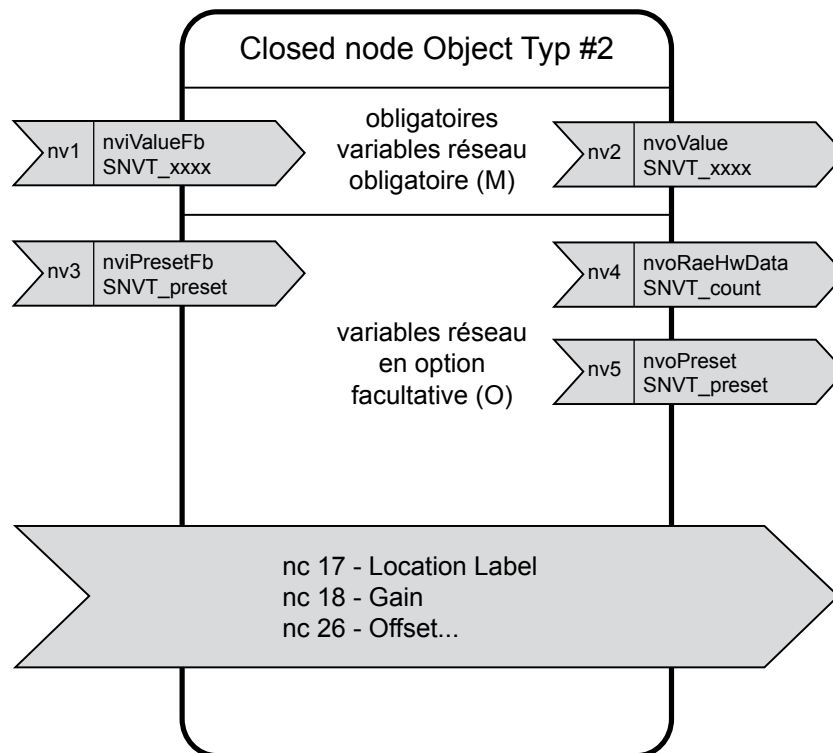 Closed node Object Typ #2
nv1
nviValueFb
SNVT_xxxx
obligatoires
variables réseau
obligatoire (M)
nv2
nvoValue
SNVT_xxxx
nv3
nviPresetFb
SNVT_preset
nv4
nvoRaeHwData
SNVT_count
variables réseau
en option
facultative (O)
nv5
nvoPreset
SNVT_preset
nc 17 - Location Label
nc 18 - Gain
nc 26 - Offset...